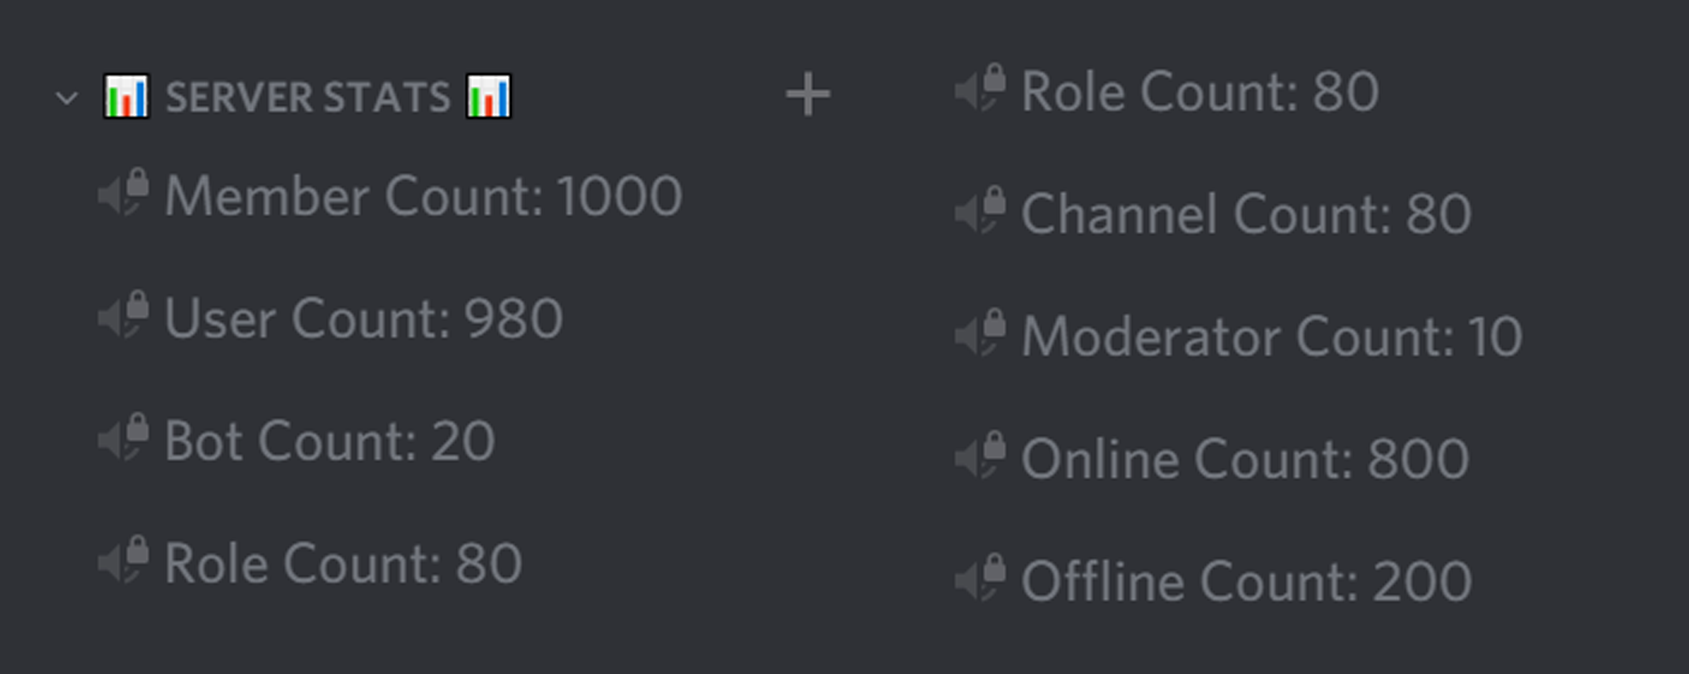 📊 SERVER STATS 📊
Member Count: 1000
User Count: 980
Bot Count: 20
Role Count: 80
Role Count: 80
Channel Count: 80
Moderator Count: 10
Online Count: 800
Offline Count: 200